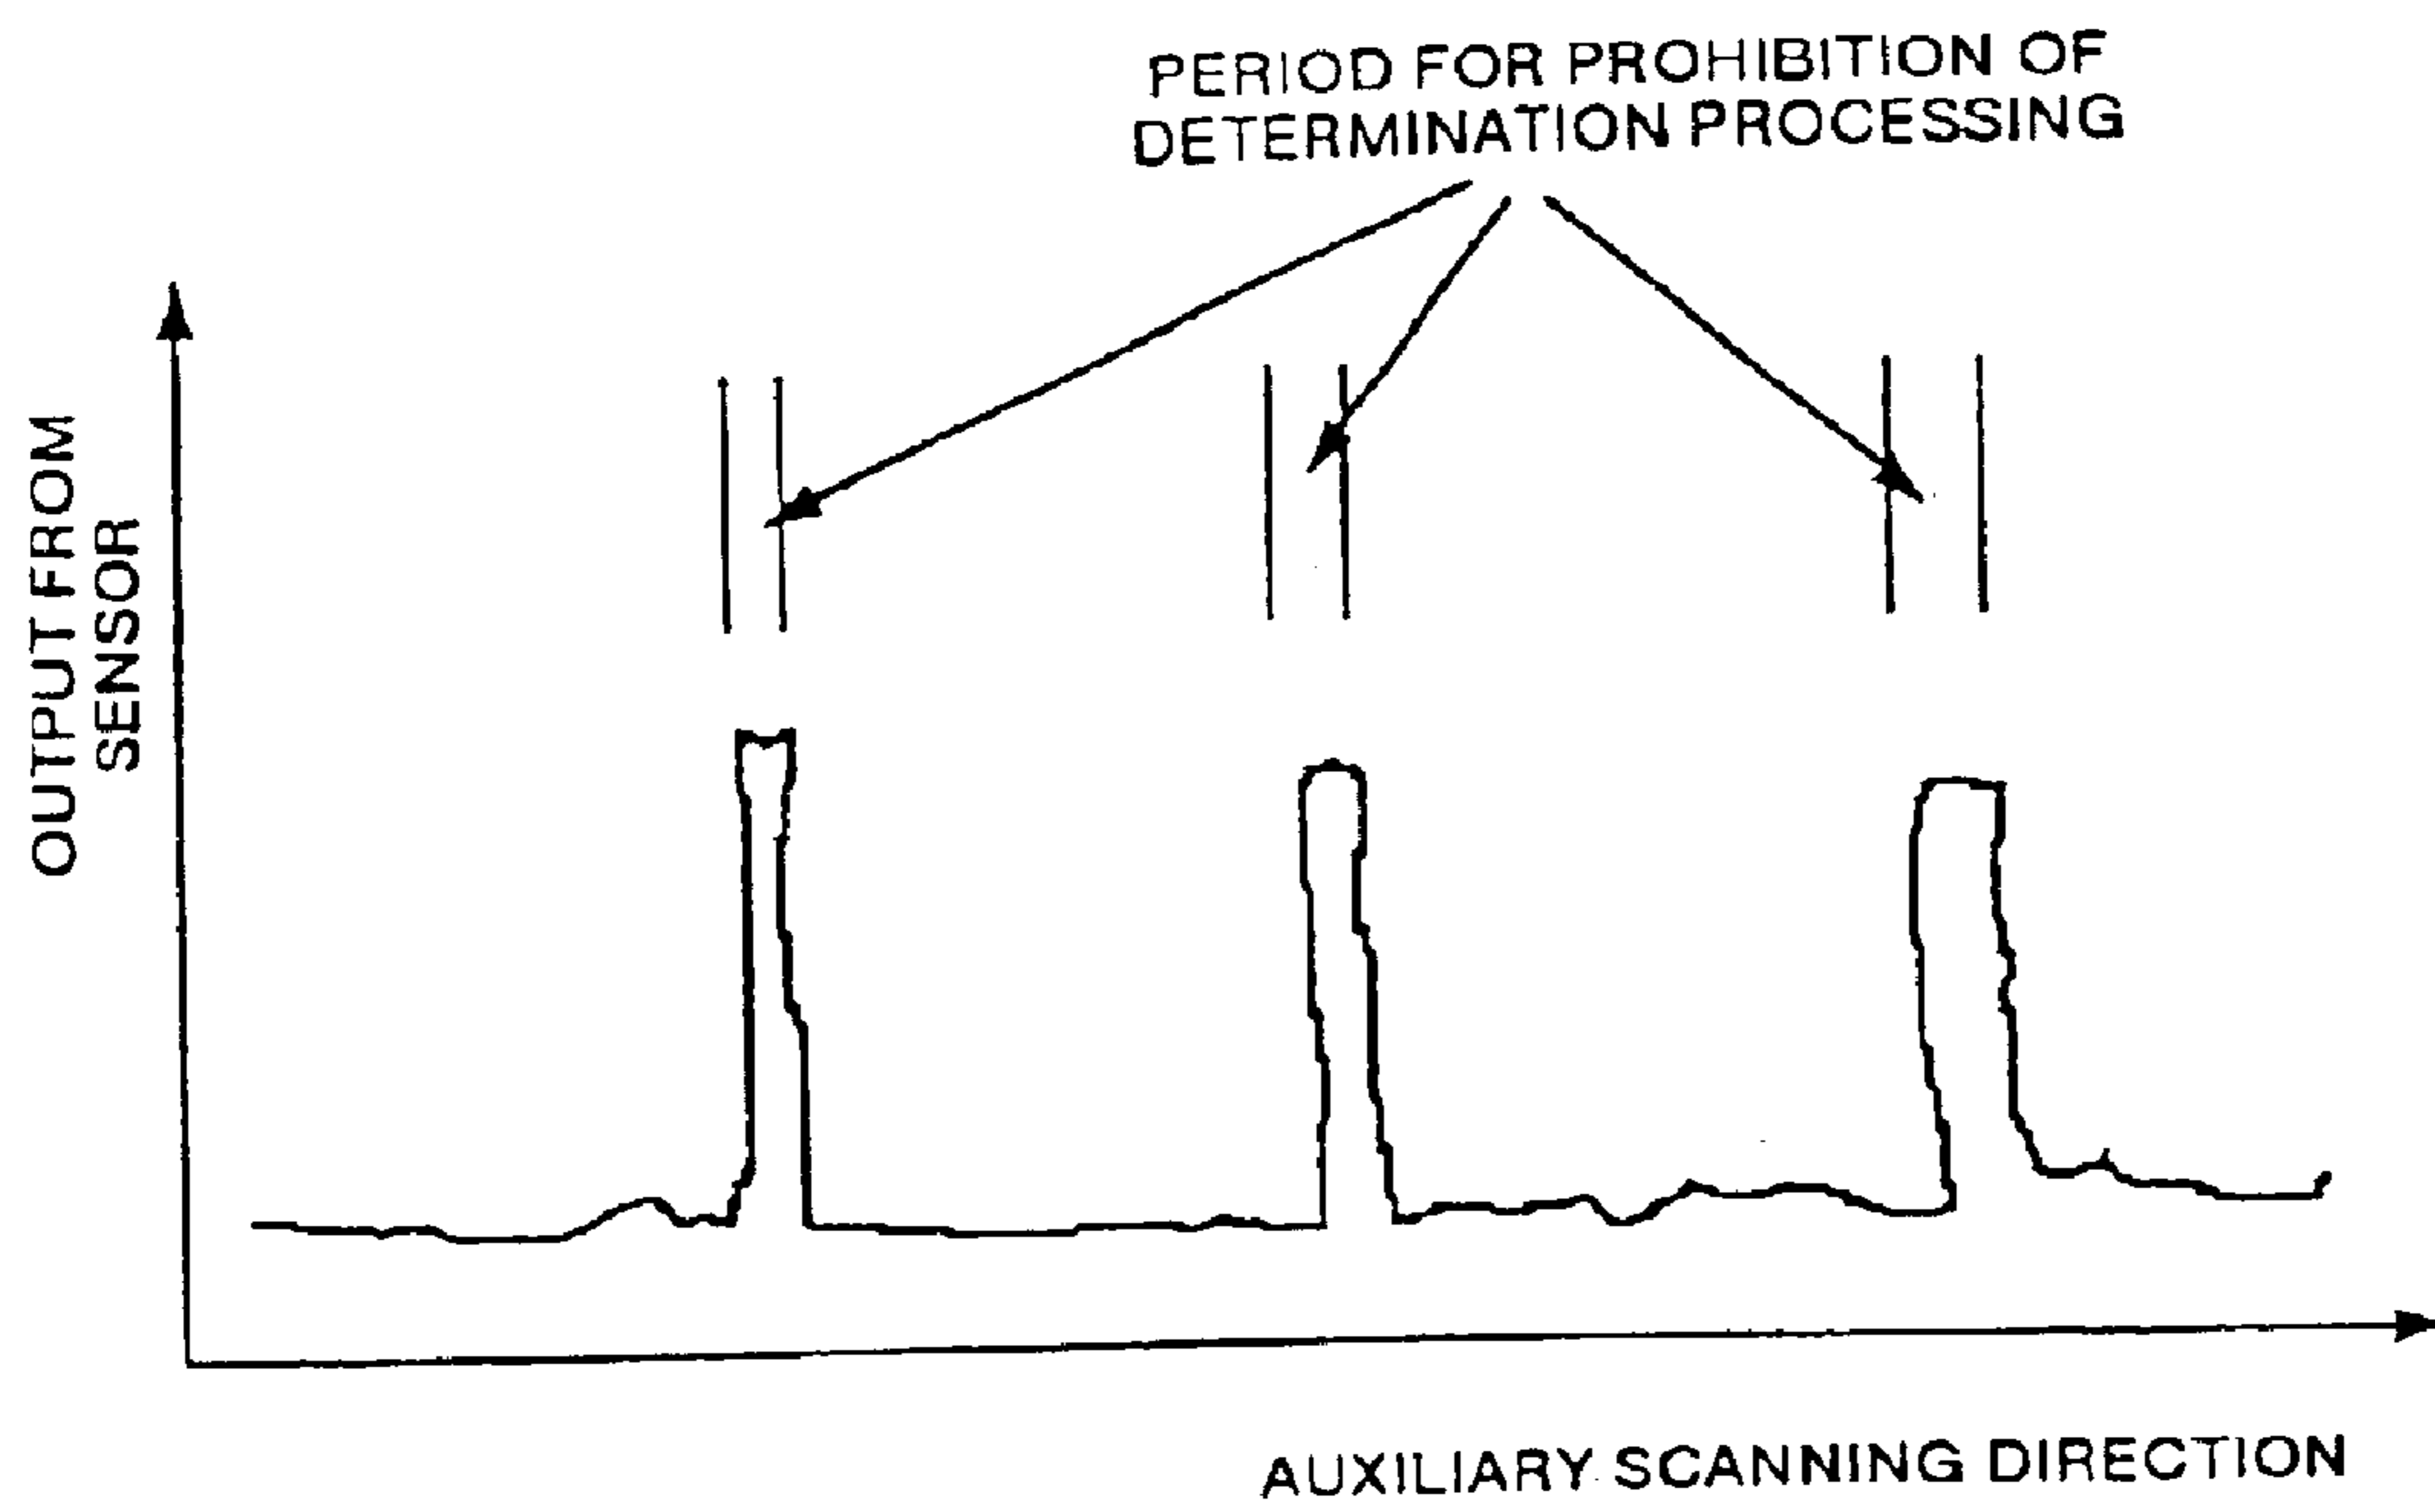 PERIOD FOR PROHIBITION OF
DETERMINATION PROCESSING
OUTPUT FROM
SENSOR
AUXILIARY SCANNING DIRECTION